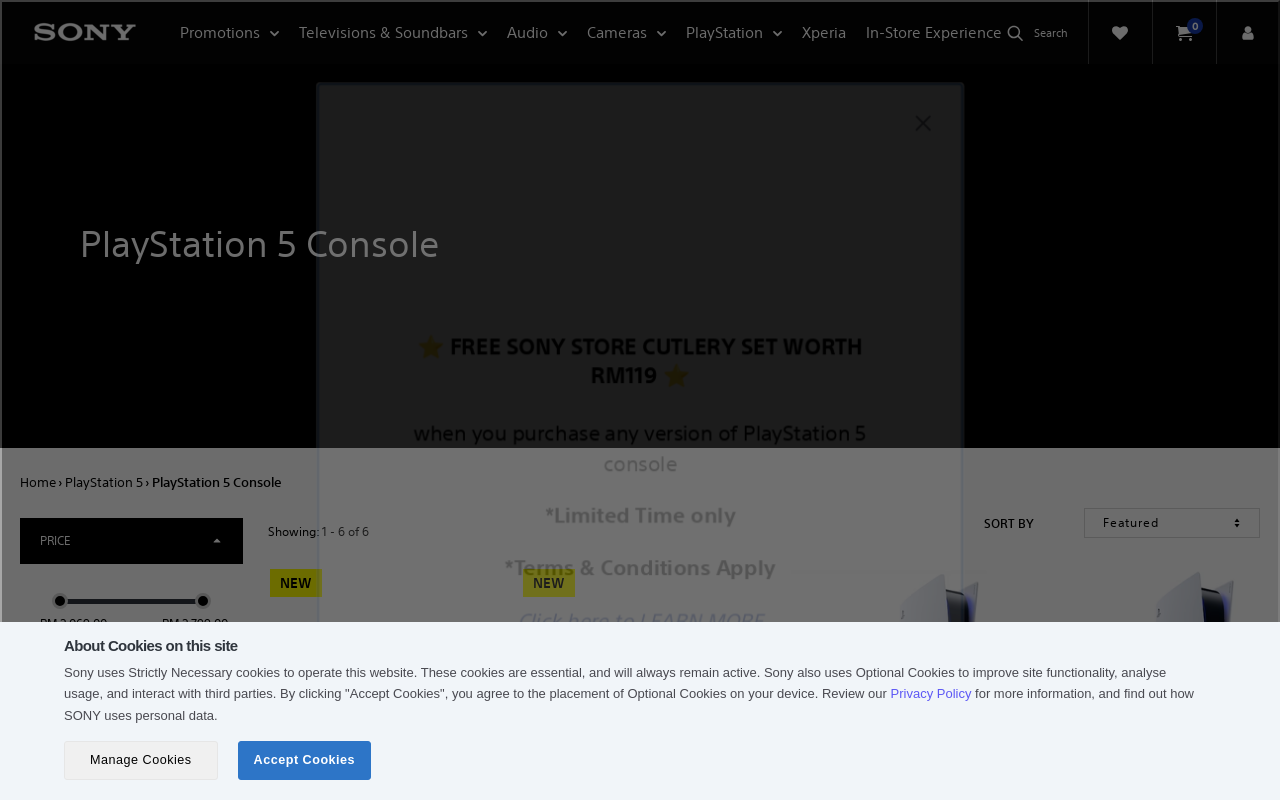 SONY
Promotions
Televisions & Soundbars
Audio
Cameras
PlayStation
Xperia
In-Store Experience
Search
0
PlayStation 5 Console
⭐ FREE SONY STORE CUTLERY SET WORTH
RM119 ⭐
when you purchase any version of PlayStation 5
console
*Limited Time only
*Terms & Conditions Apply
Click here to LEARN MORE
Home › PlayStation 5 › PlayStation 5 Console
PRICE
Showing: 1 - 6 of 6
SORT BY
Featured
NEW
NEW
About Cookies on this site
Sony uses Strictly Necessary cookies to operate this website. These cookies are essential, and will always remain active. Sony also uses Optional Cookies to improve site functionality, analyse
usage, and interact with third parties. By clicking "Accept Cookies", you agree to the placement of Optional Cookies on your device. Review our Privacy Policy for more information, and find out how
SONY uses personal data.
Manage Cookies
Accept Cookies